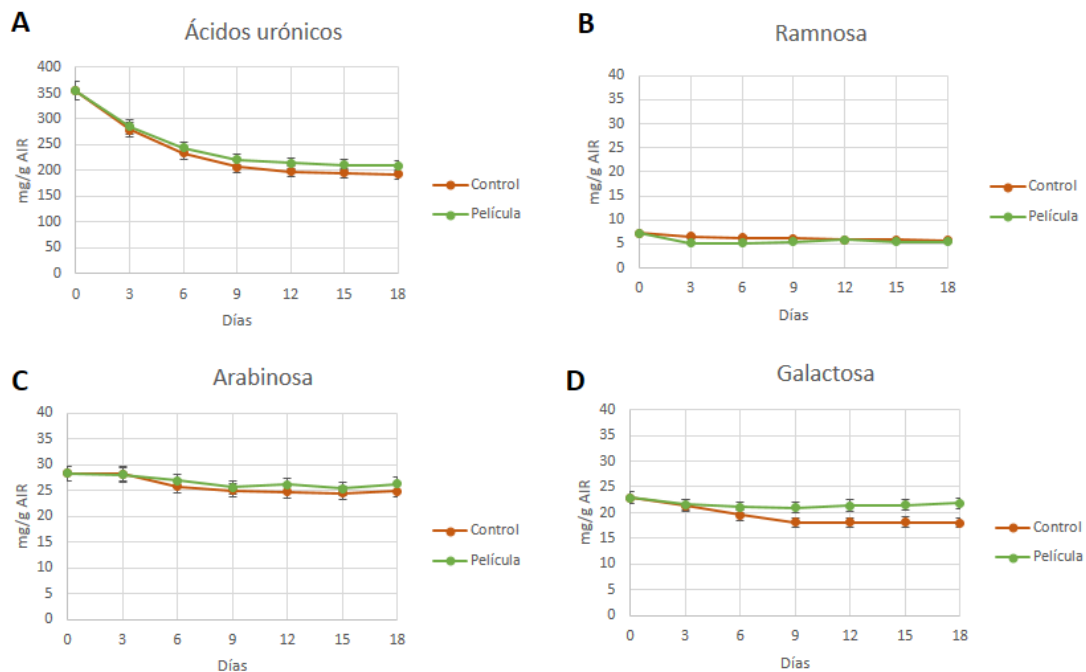 A
Ácidos urónicos
400
350
300
250
200
150
100
50
0
mg/g AIR
0 3 6 9 12 15 18
Días
Control
Película
B
Ramnosa
40
35
30
25
20
15
10
5
0
mg/g AIR
0 3 6 9 12 15 18
Días
Control
Película
C
Arabinosa
40
35
30
25
20
15
10
5
0
mg/g AIR
0 3 6 9 12 15 18
Días
Control
Película
D
Galactosa
40
35
30
25
20
15
10
5
0
mg/g AIR
0 3 6 9 12 15 18
Días
Control
Película